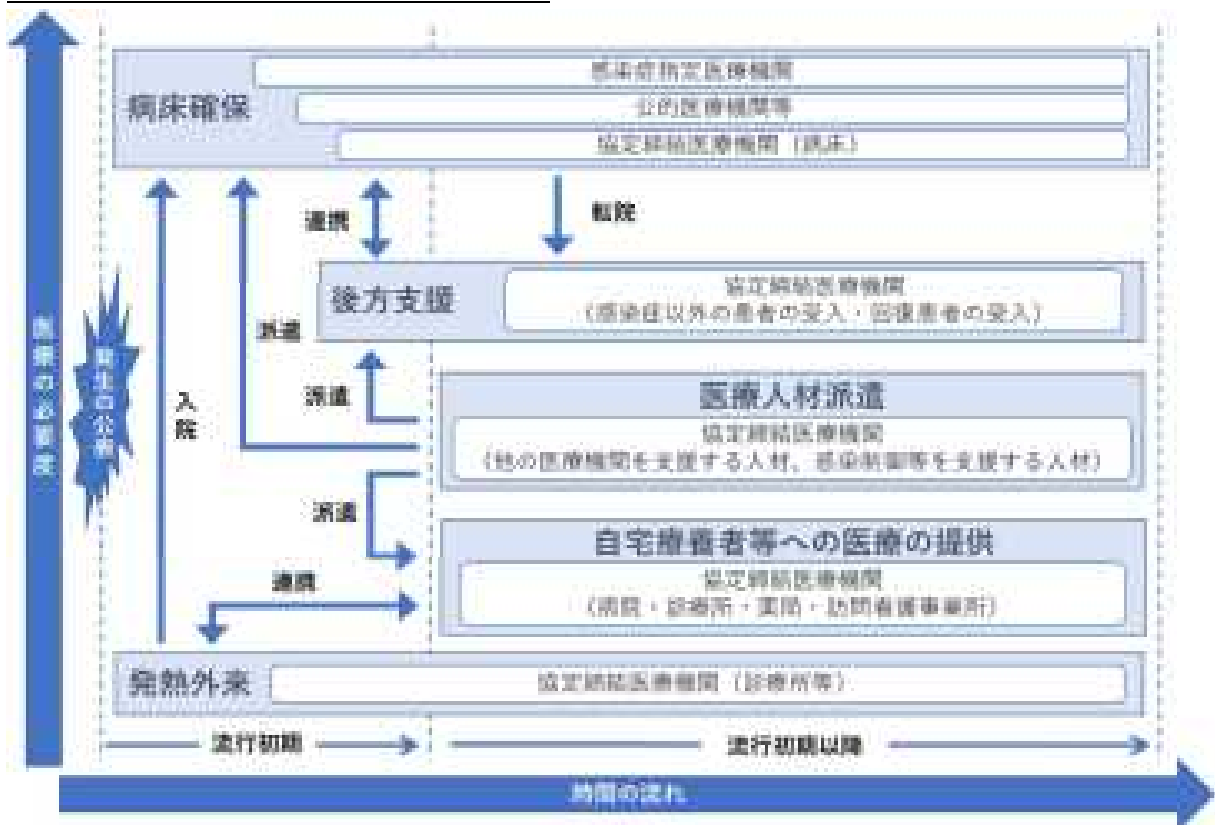 病床確保
感染症指定医療機関
公的医療機関等
協定締結医療機関（病床）
連携
転院
後方支援
協定締結医療機関
（感染症以外の患者の受入・回復患者の受入）
派遣
派遣
医療人材派遣
協定締結医療機関
（他の医療機関を支援する人材、感染制御等を支援する人材）
入院
派遣
自宅療養者等への医療の提供
協定締結医療機関
（病院・診療所・薬局・訪問看護事業所）
連携
発熱外来
協定締結医療機関（診療所等）
流行初期
流行初期以降
時間の流れ
医療の必要度
発生の公表